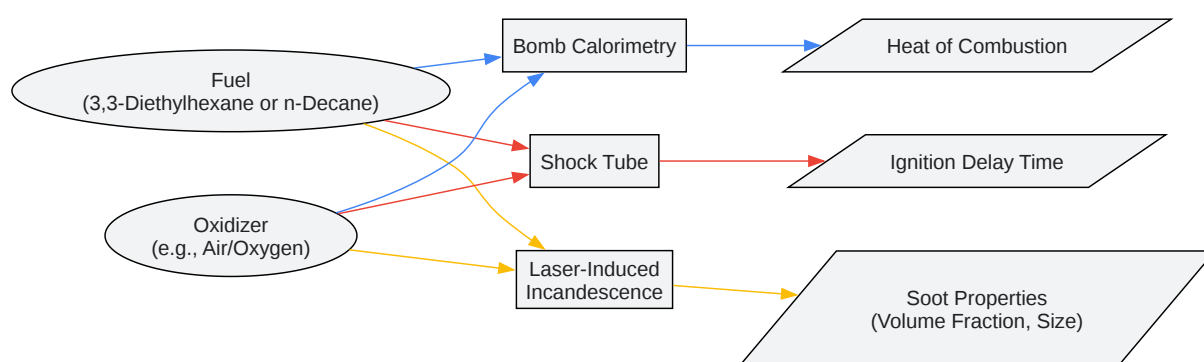 Fuel
(3,3-Diethylhexane or n-Decane)
Oxidizer
(e.g., Air/Oxygen)
Bomb Calorimetry
Heat of Combustion
Shock Tube
Ignition Delay Time
Laser-Induced
Incandescence
Soot Properties
(Volume Fraction, Size)